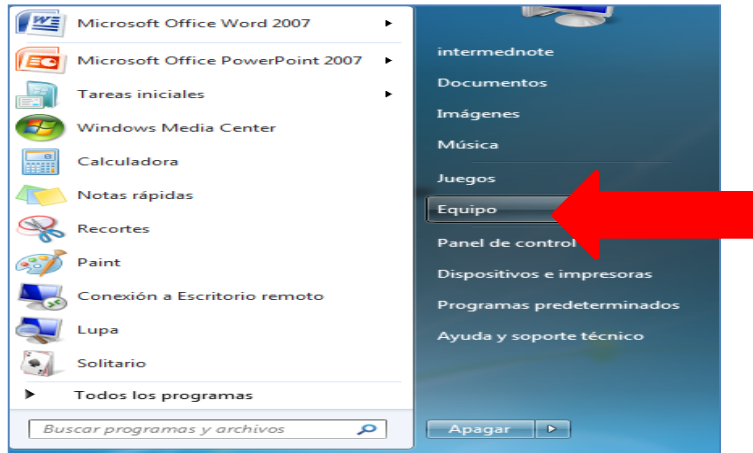 Microsoft Office Word 2007
Microsoft Office PowerPoint 2007
Tareas iniciales
Windows Media Center
Calculadora
Notas rápidas
Recortes
Paint
Conexión a Escritorio remoto
Lupa
Solitario
Todos los programas
Buscar programas y archivos
intermednote
Documentos
Imágenes
Música
Juegos
Equipo
Panel de control
Dispositivos e impresoras
Programas predeterminados
Ayuda y soporte técnico
Apagar